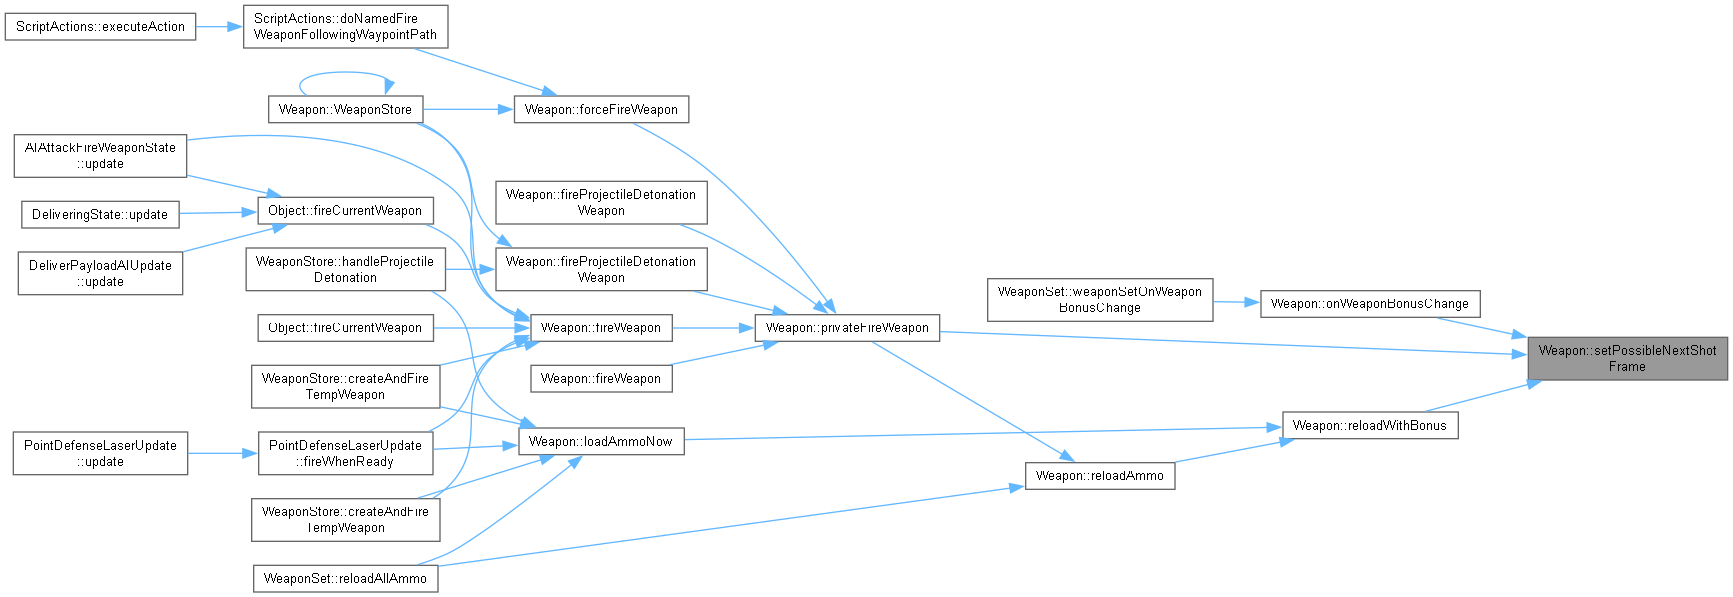 ScriptActions::executeAction
ScriptActions::doNamedFire
WeaponFollowingWaypointPath
Weapon::WeaponStore
Weapon::forceFireWeapon
AIAttackFireWeaponState
::update
Weapon::fireProjectileDetonation
Weapon
DeliveringState::update
Object::fireCurrentWeapon
DeliverPayloadAIUpdate
::update
WeaponStore::handleProjectile
Detonation
Weapon::fireProjectileDetonation
Weapon
WeaponSet::weaponSetOnWeapon
BonusChange
Weapon::onWeaponBonusChange
Object::fireCurrentWeapon
Weapon::fireWeapon
Weapon::privateFireWeapon
Weapon::setPossibleNextShot
Frame
WeaponStore::createAndFire
TempWeapon
Weapon::fireWeapon
PointDefenseLaserUpdate
::update
PointDefenseLaserUpdate
::fireWhenReady
Weapon::loadAmmoNow
Weapon::reloadWithBonus
Weapon::reloadAmmo
WeaponStore::createAndFire
TempWeapon
WeaponSet::reloadAllAmmo